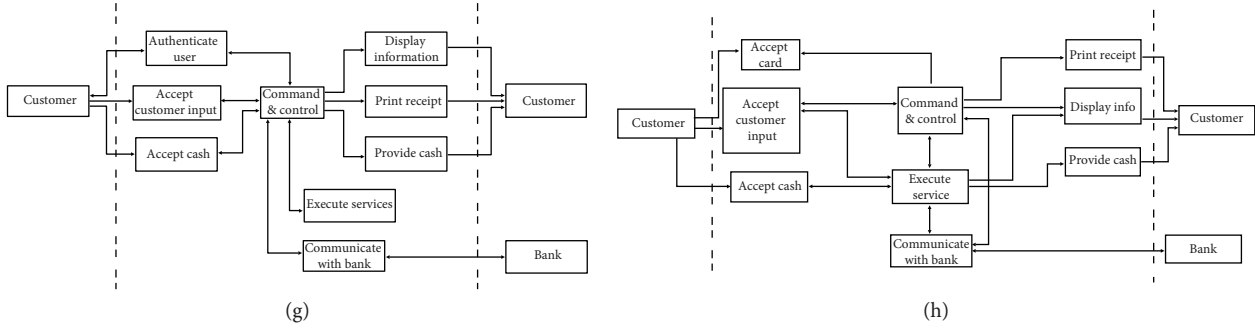 Authenticate
user
Display
information
Customer
Accept
customer input
Command
& control
Print receipt
Customer
Accept cash
Provide cash
Execute services
Communicate
with bank
Bank
(g)
Accept
card
Print receipt
Customer
Accept
customer
input
Command
& control
Display info
Customer
Accept cash
Execute
service
Provide cash
Communicate
with bank
Bank
(h)